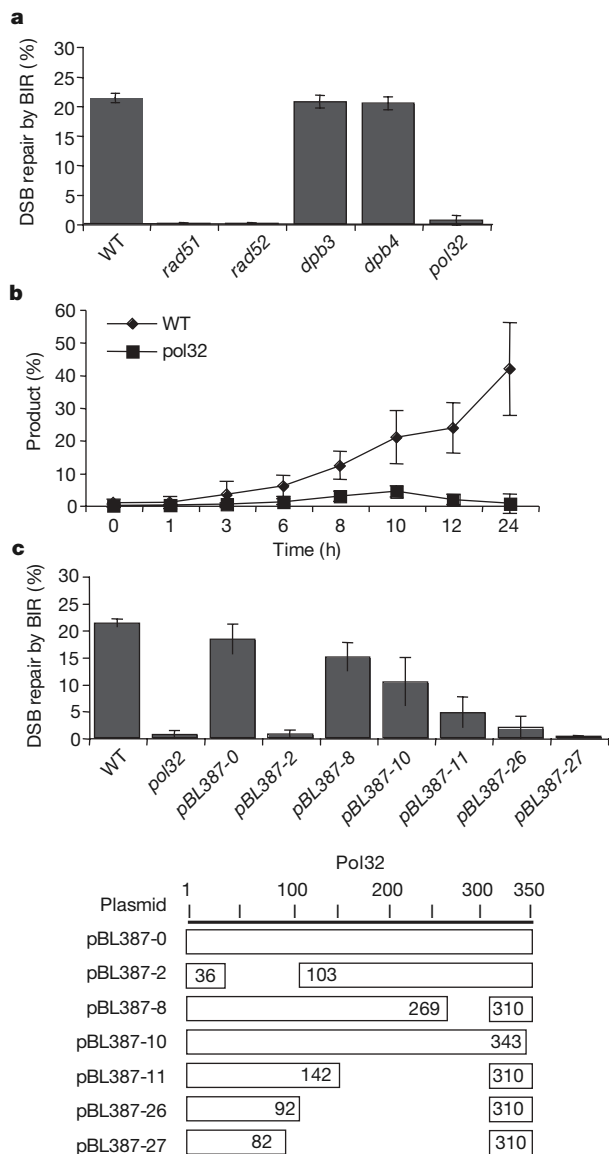 a
30
25
20
15
10
5
0
DSB repair by BIR (%)
WT
rad51
rad52
dpb3
dpb4
pol32
b
60
50
40
30
20
10
0
Product (%)
WT
pol32
0 1 3 6 8 10 12 24
Time (h)
c
30
25
20
15
10
5
0
DSB repair by BIR (%)
WT
pol32
pBL387-0
pBL387-2
pBL387-8
pBL387-10
pBL387-11
pBL387-26
pBL387-27
Pol32
Plasmid 1 100 200 300 350
pBL387-0
pBL387-2 36 103
pBL387-8 269 310
pBL387-10 343
pBL387-11 142 310
pBL387-26 92 310
pBL387-27 82 310